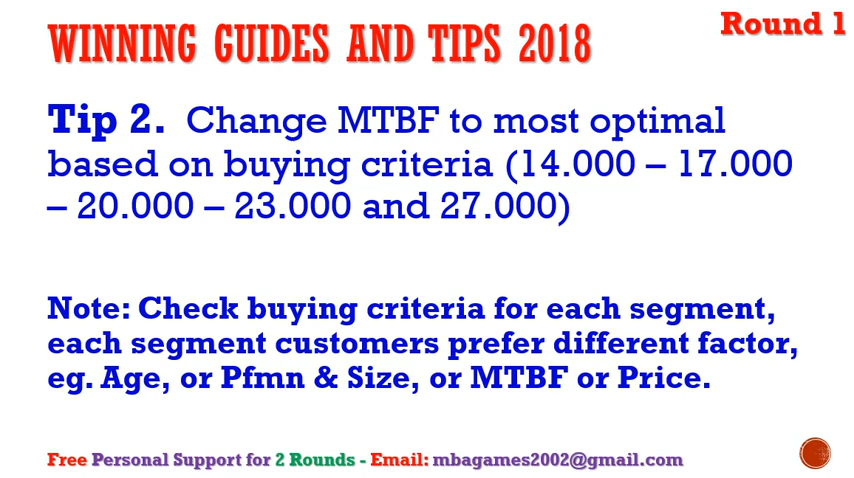 WINNING GUIDES AND TIPS 2018
Round 1
Tip 2. Change MTBF to most optimal
based on buying criteria (14.000 – 17.000
– 20.000 – 23.000 and 27.000)
Note: Check buying criteria for each segment,
each segment customers prefer different factor,
eg. Age, or Pfmn & Size, or MTBF or Price.
Free Personal Support for 2 Rounds - Email: mbagames2002@gmail.com